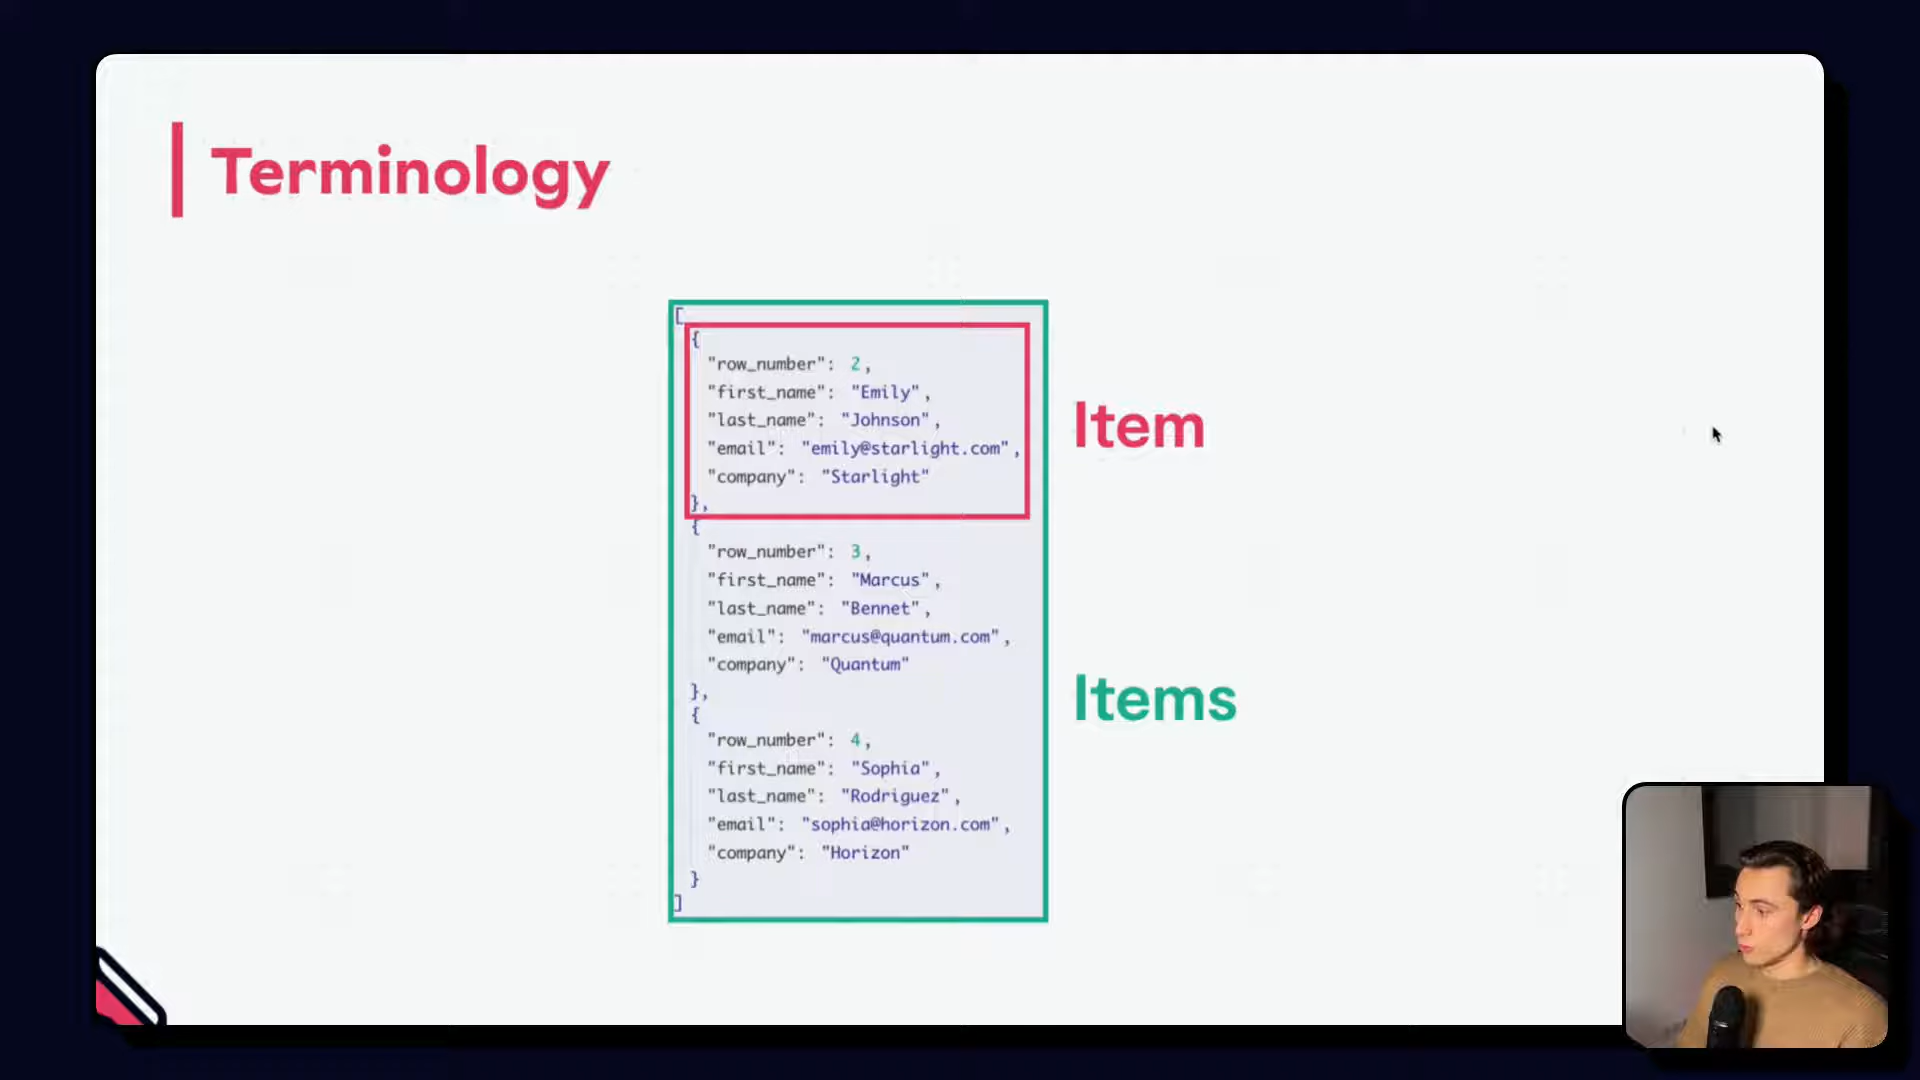 Terminology
[
{
"row_number": 2,
"first_name": "Emily",
"last_name": "Johnson",
"email": "emily@starlight.com",
"company": "Starlight"
},
{
"row_number": 3,
"first_name": "Marcus",
"last_name": "Bennet",
"email": "marcus@quantum.com",
"company": "Quantum"
},
{
"row_number": 4,
"first_name": "Sophia",
"last_name": "Rodriguez",
"email": "sophia@horizon.com",
"company": "Horizon"
}
]
Item
Items